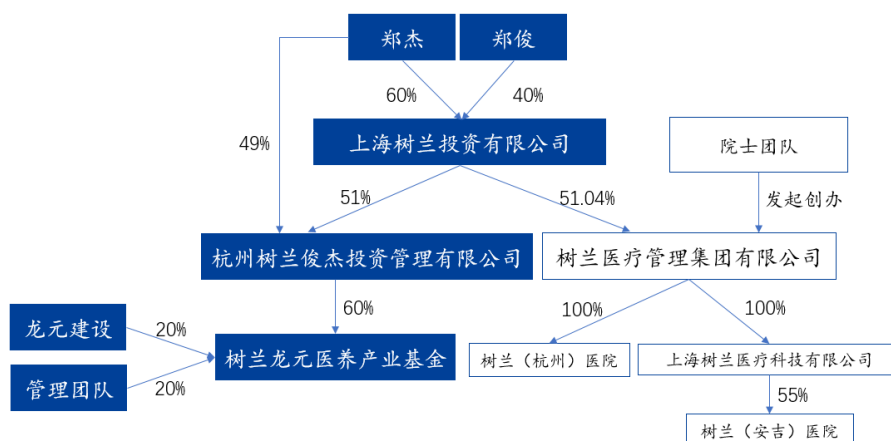 郑杰
郑俊
60%
40%
49%
上海树兰投资有限公司
院士团队
51%
51.04%
发起创办
杭州树兰俊杰投资管理有限公司
树兰医疗管理集团有限公司
60%
100%
100%
龙元建设
20%
树兰龙元医养产业基金
树兰（杭州）医院
上海树兰医疗科技有限公司
管理团队
20%
55%
树兰（安吉）医院